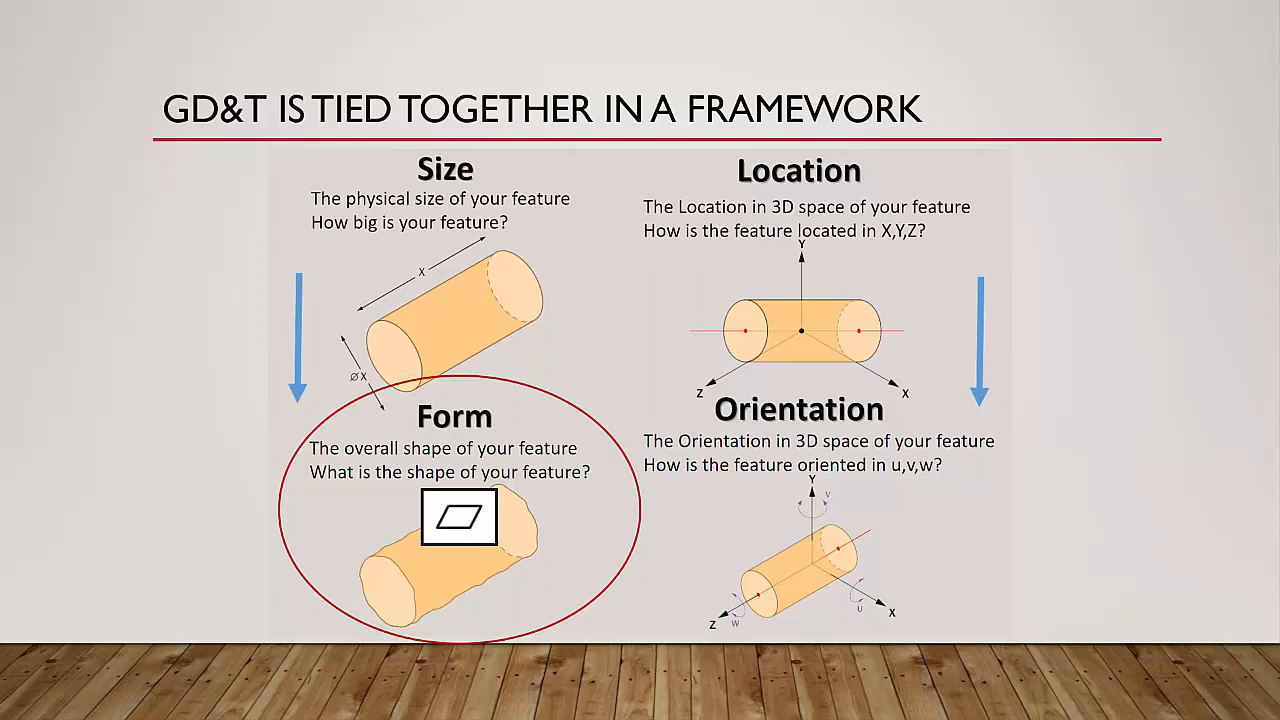 GD&T IS TIED TOGETHER IN A FRAMEWORK
Size
The physical size of your feature
How big is your feature?
X
⌀X
Form
The overall shape of your feature
What is the shape of your feature?
Location
The Location in 3D space of your feature
How is the feature located in X,Y,Z?
Y
Z
X
Orientation
The Orientation in 3D space of your feature
How is the feature oriented in u,v,w?
Y
V
U
X
Z
W